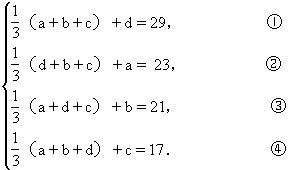 1/3 (a+b+c) +d=29, ①
1/3 (d+b+c) +a= 23, ②
1/3 (a+d+c) +b=21, ③
1/3 (a+b+d) +c=17. ④